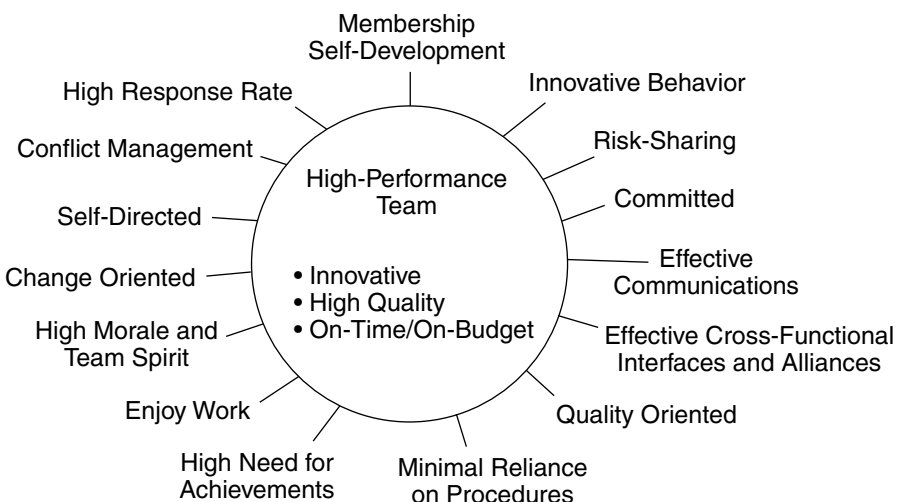 Membership
Self-Development
Innovative Behavior
Risk-Sharing
Committed
Effective
Communications
Effective Cross-Functional
Interfaces and Alliances
Quality Oriented
Minimal Reliance
on Procedures
High Need for
Achievements
Enjoy Work
High Morale and
Team Spirit
Change Oriented
Self-Directed
Conflict Management
High Response Rate
High-Performance
Team
• Innovative
• High Quality
• On-Time/On-Budget